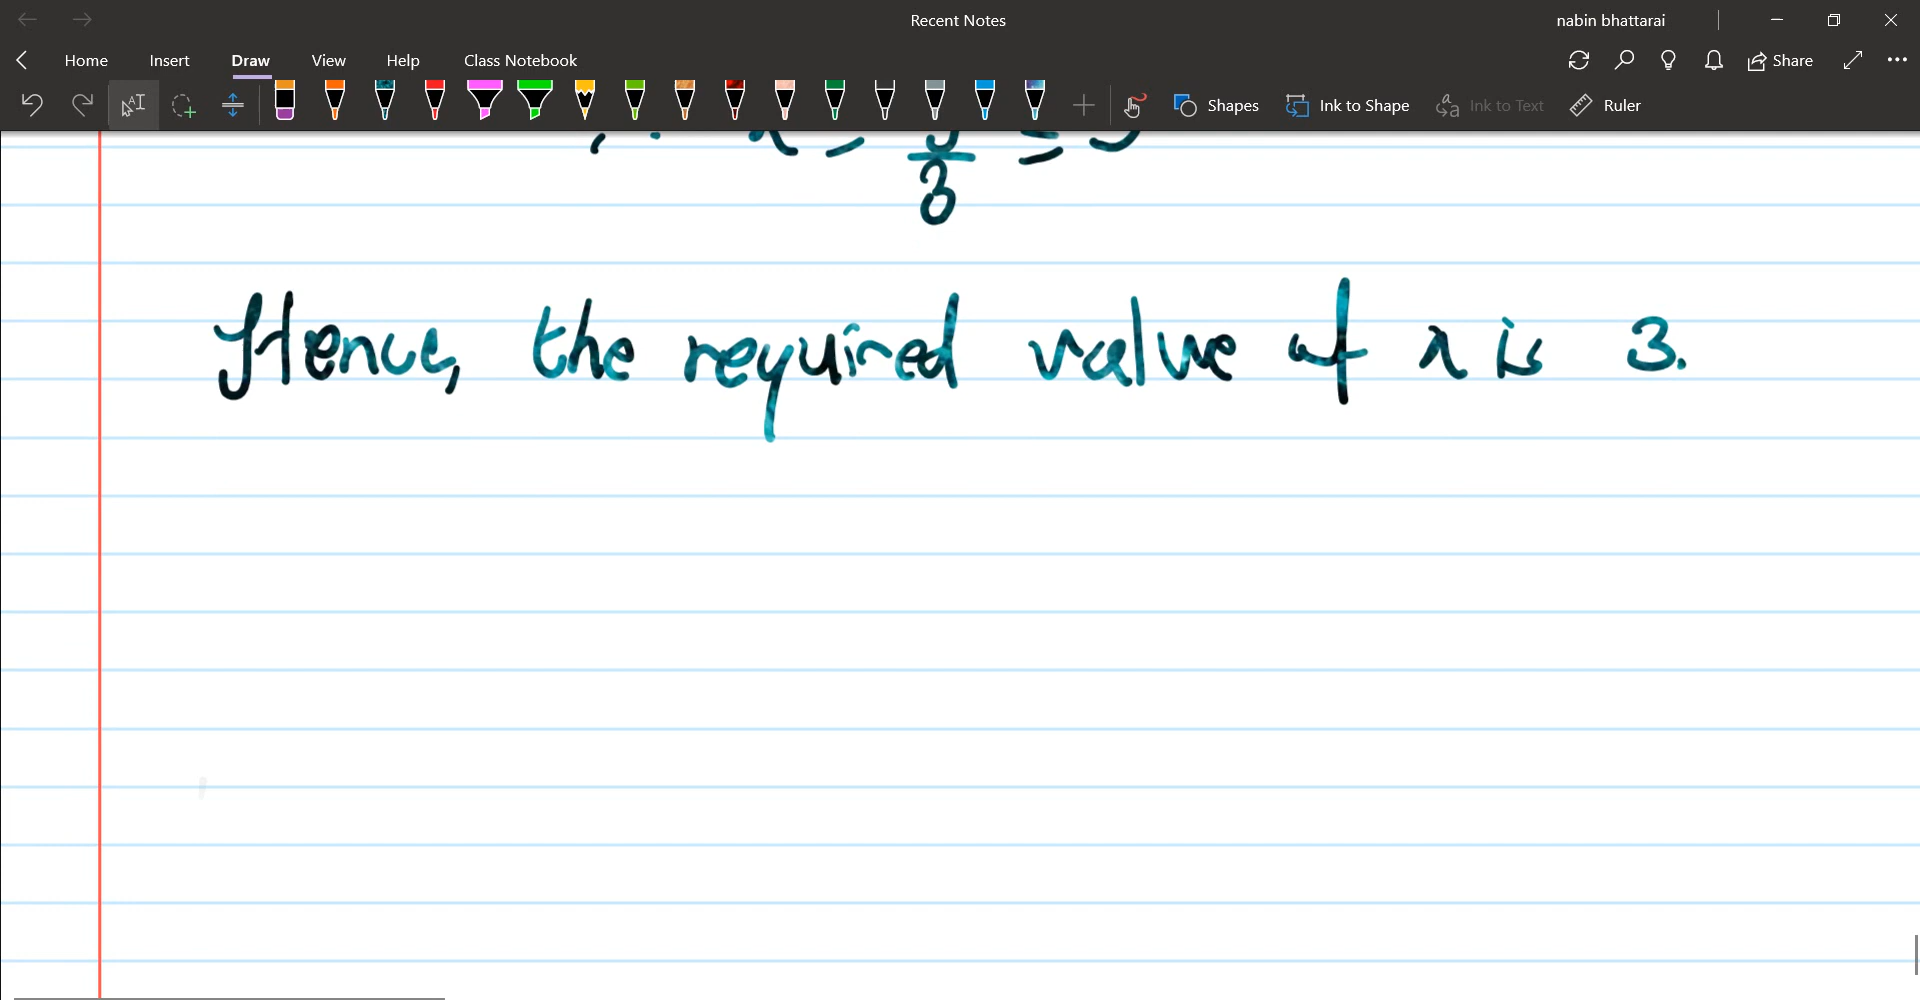 Recent Notes nabin bhattarai
Home Insert Draw View Help Class Notebook Share
Shapes Ink to Shape Ink to Text Ruler
3
Hence, the required value of x is 3.